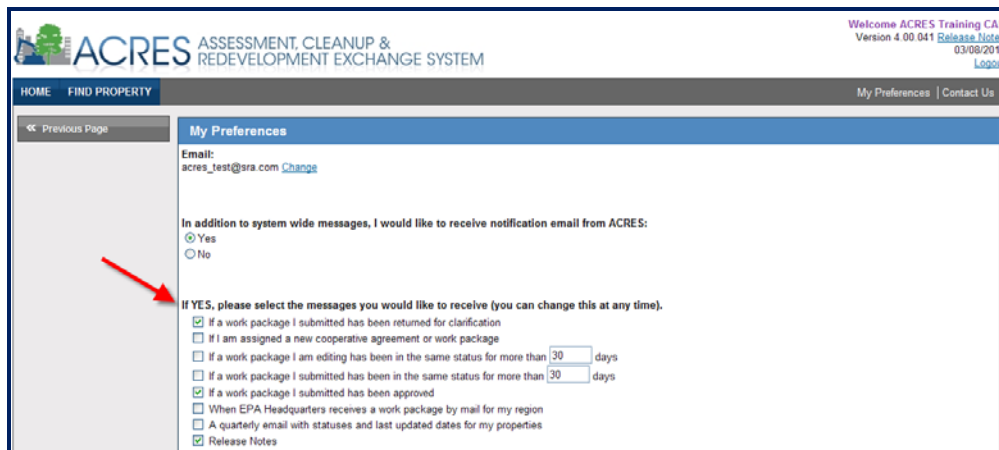 Welcome ACRES Training CA
Version 4.00.041 Release Note
03/08/201
Logou
ACRES ASSESSMENT, CLEANUP &
REDEVELOPMENT EXCHANGE SYSTEM
HOME FIND PROPERTY My Preferences | Contact Us
« Previous Page
My Preferences
Email:
acres_test@sra.com Change
In addition to system wide messages, I would like to receive notification email from ACRES:
Yes
No
If YES, please select the messages you would like to receive (you can change this at any time).
If a work package I submitted has been returned for clarification
If I am assigned a new cooperative agreement or work package
If a work package I am editing has been in the same status for more than 30 days
If a work package I submitted has been in the same status for more than 30 days
If a work package I submitted has been approved
When EPA Headquarters receives a work package by mail for my region
A quarterly email with statuses and last updated dates for my properties
Release Notes